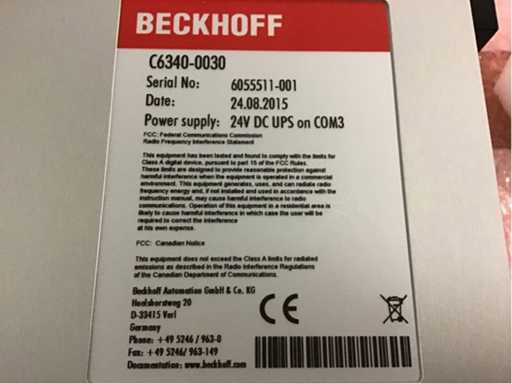 BECKHOFF
C6340-0030
Serial No: 6055511-001
Date: 24.08.2015
Power supply: 24V DC UPS on COM3
FCC: Federal Communications Commission
Radio Frequency Interference Statement
This equipment has been tested and found to comply with the limits for
Class A digital device, pursuant to part 15 of the FCC Rules.
These limits are designed to provide reasonable protection against
harmful interference when the equipment is operated in a commercial
environment. This equipment generates, uses, and can radiate radio
frequency energy and, if not installed and used in accordance with the
instruction manual, may cause harmful interference to radio
communications. Operation of this equipment in a residential area is
likely to cause harmful interference in which case the user will be
required to correct the interference
at his own expense.
FCC: Canadian Notice
This equipment does not exceed the Class A limits for radiated
emissions as described in the Radio Interference Regulations
of the Canadian Department of Communications.
Beckhoff Automation GmbH & Co. KG
Huelshorstweg 20
D-33415 Verl
Germany
Phone: +49 5246/963-0
Fax: +49 5246/963-149
Documentation: www.beckhoff.com
CE